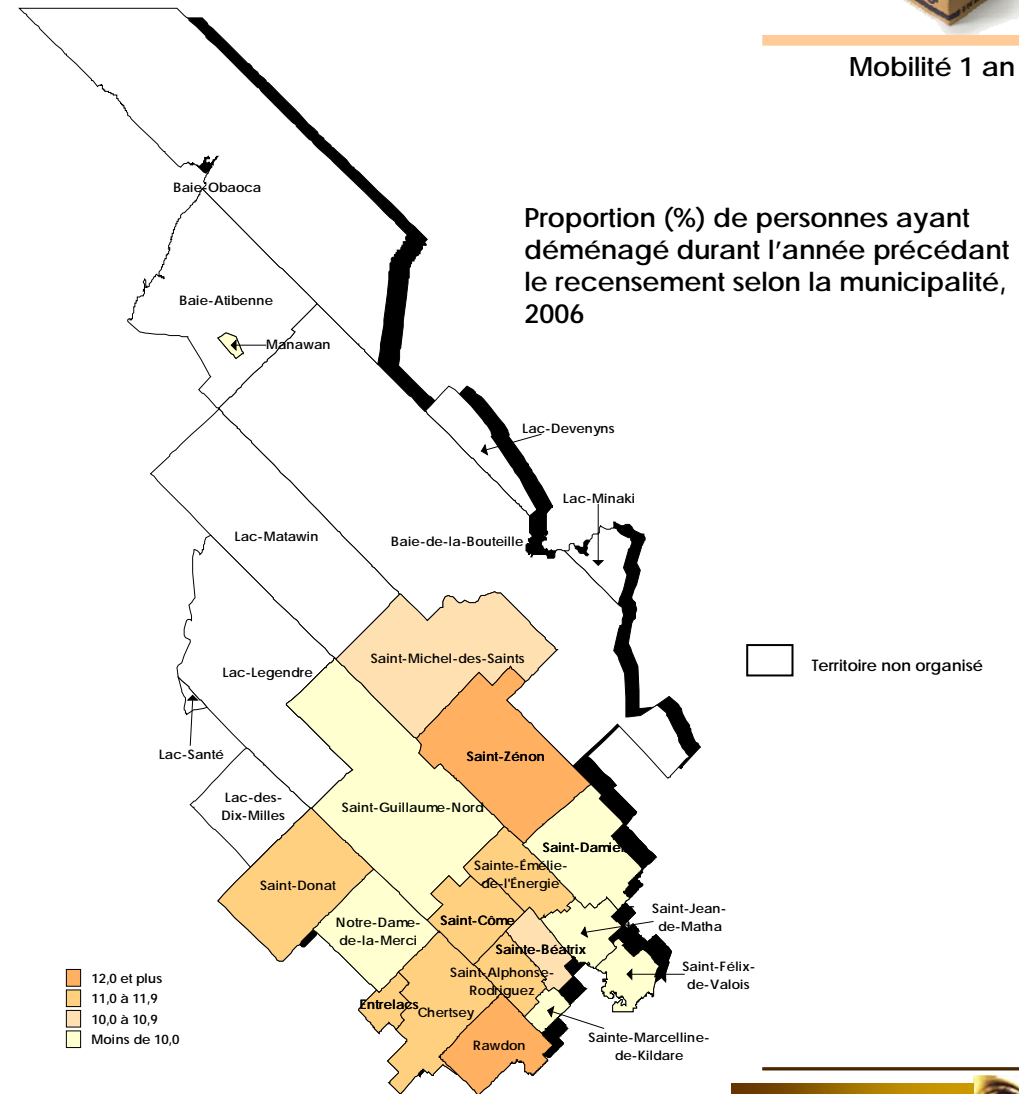 Mobilité 1 an
Proportion (%) de personnes ayant
déménagé durant l'année précédant
le recensement selon la municipalité,
2006
Baie-Obaoca
Baie-Atibenne
Manawan
Lac-Devenyns
Lac-Minaki
Lac-Matawin
Baie-de-la-Bouteille
Saint-Michel-des-Saints
Lac-Legendre
Territoire non organisé
Lac-Santé
Saint-Zénon
Lac-des-
Dix-Milles
Saint-Guillaume-Nord
Saint-Damie
Sainte-Émélie-
de-l'Énergie
Saint-Donat
Saint-Jean-
de-Matha
Notre-Dame-
de-la-Merci
Saint-Côme
Sainte-Béatrix
Saint-Félix-
de-Valois
Saint-Alphonse-
Rodriguez
Entrelacs
Chertsey
Sainte-Marcelline-
de-Kildare
Rawdon
12,0 et plus
11,0 à 11,9
10,0 à 10,9
Moins de 10,0